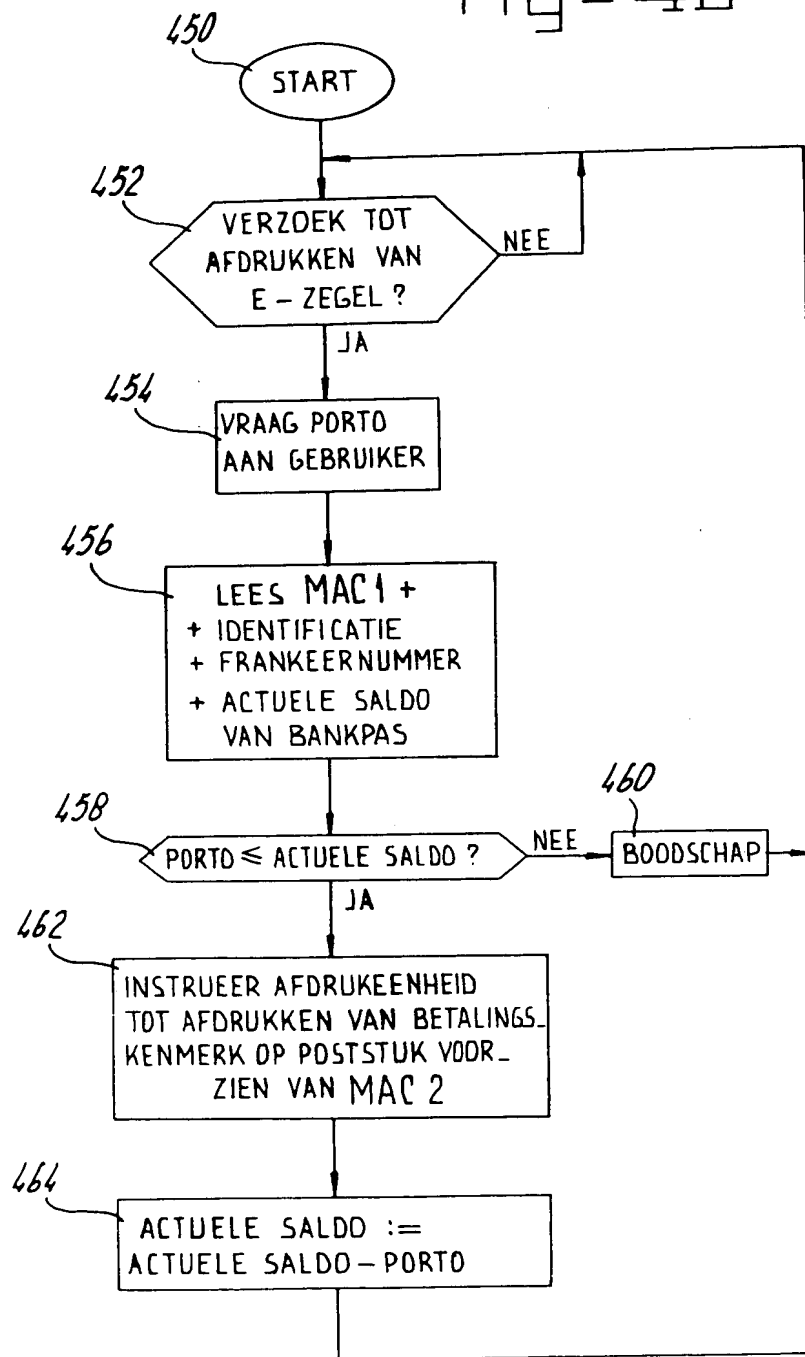 450
START
452
VERZOEK TOT
AFDRUKKEN VAN
E-ZEGEL?
NEE
JA
454
VRAAG PORTO
AAN GEBRUIKER
456
LEES MAC1 +
+ IDENTIFICATIE
+ FRANKEERNUMMER
+ ACTUELE SALDO
VAN BANKPAS
458
PORTO ≤ ACTUELE SALDO?
NEE
460
BOODSCHAP
JA
462
INSTRUEER AFDRUKEENHEID
TOT AFDRUKKEN VAN BETALINGS_
KENMERK OP POSTSTUK VOOR_
ZIEN VAN MAC 2
464
ACTUELE SALDO :=
ACTUELE SALDO - PORTO